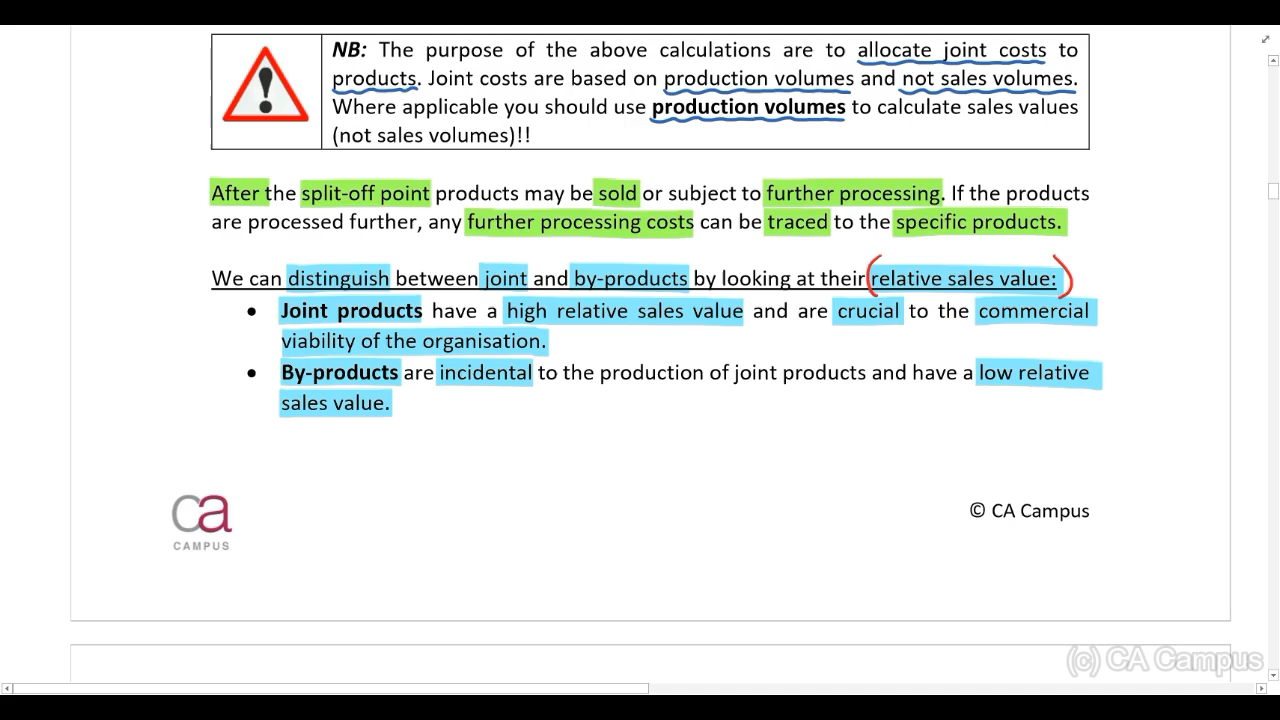 NB: The purpose of the above calculations are to allocate joint costs to
products. Joint costs are based on production volumes and not sales volumes.
Where applicable you should use production volumes to calculate sales values
(not sales volumes)!!
After the split-off point products may be sold or subject to further processing. If the products
are processed further, any further processing costs can be traced to the specific products.
We can distinguish between joint and by-products by looking at their relative sales value:
• Joint products have a high relative sales value and are crucial to the commercial
viability of the organisation.
• By-products are incidental to the production of joint products and have a low relative
sales value.
ca
CAMPUS
© CA Campus
(c) CA Campus